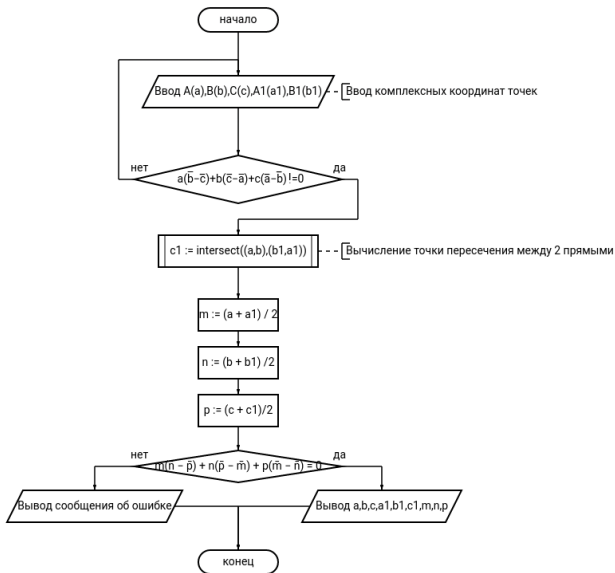 начало
Ввод A(a),B(b),C(c),A1(a1),B1(b1)
Ввод комплексных координат точек
нет
да
a(b̅−c̅)+b(c̅−a̅)+c(a̅−b̅)!=0
c1 := intersect((a,b),(b1,a1))
Вычисление точки пересечения между 2 прямыми
m := (a + a1) / 2
n := (b + b1) /2
p := (c + c1)/2
нет
да
m(n̅ − p̅) + n(p̅ − m̅) + p(m̅ − n̅) = 0
Вывод сообщения об ошибке
Вывод a,b,c,a1,b1,c1,m,n,p
конец